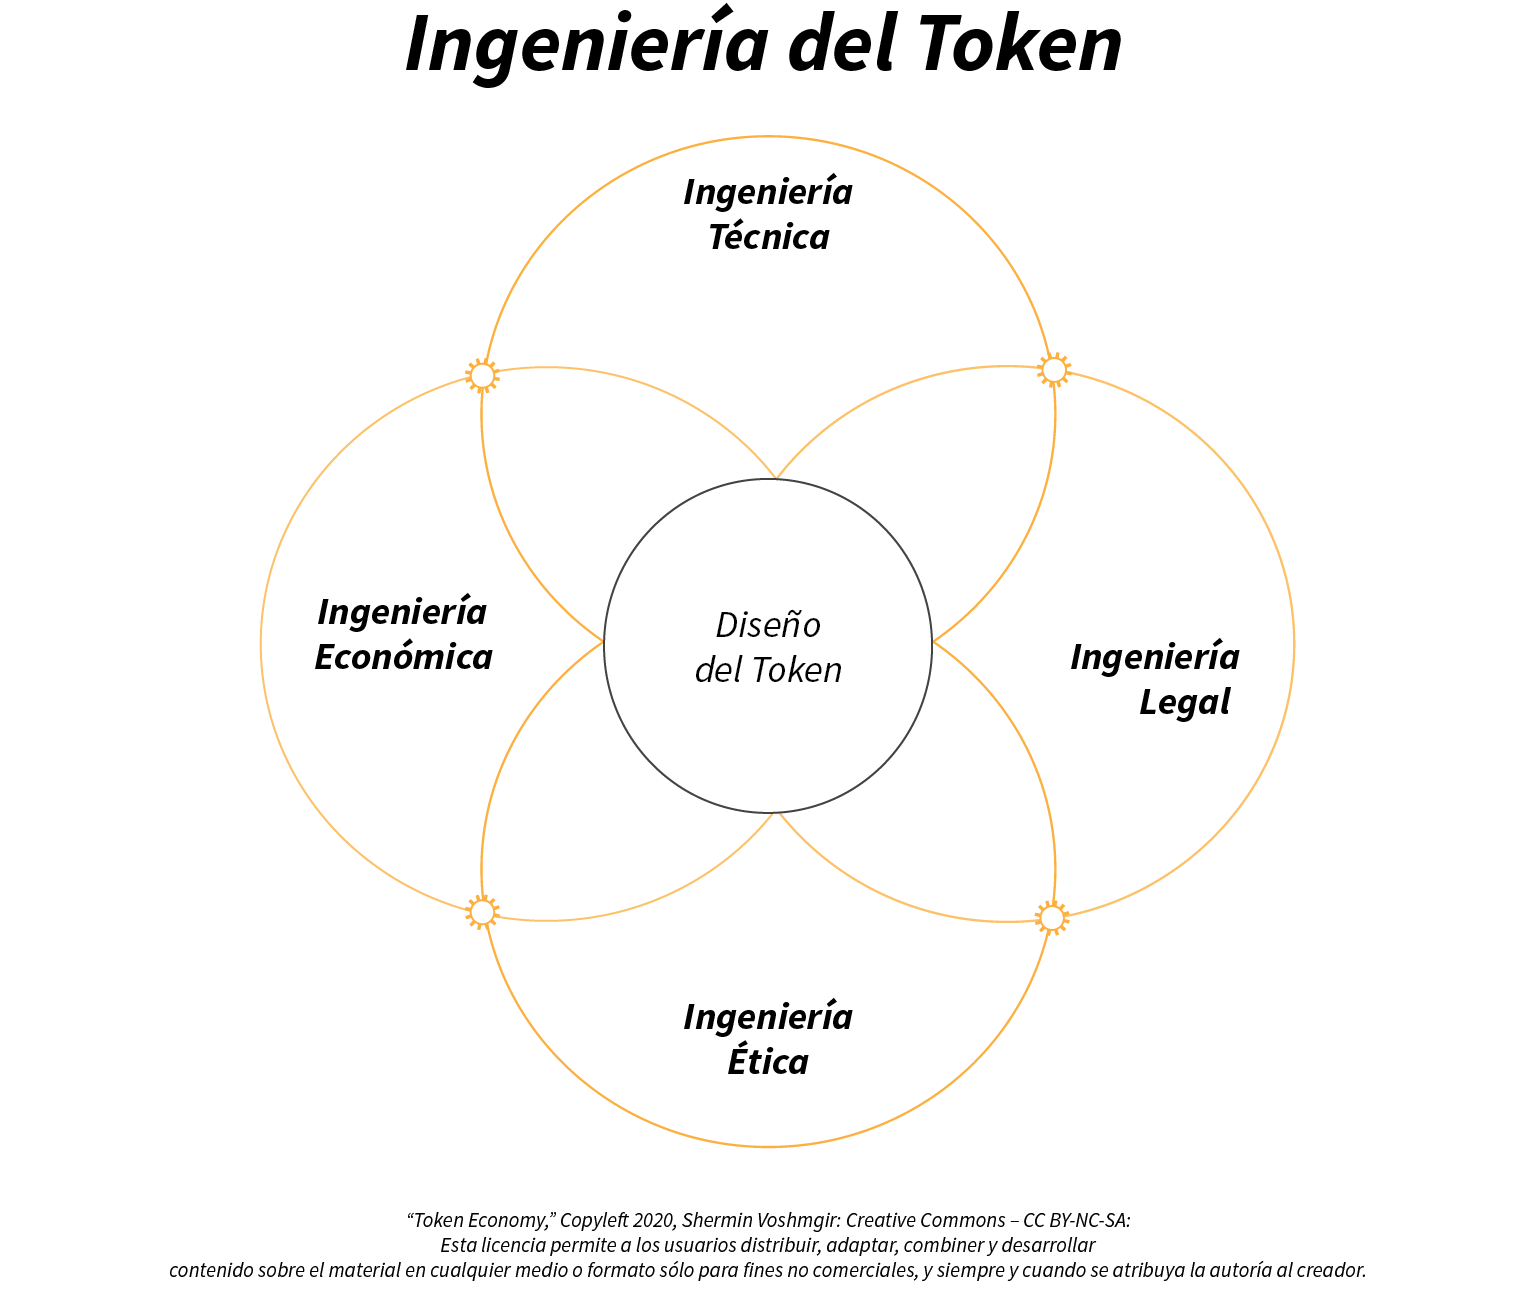 Ingeniería del Token
Ingeniería
Técnica
Ingeniería
Económica
Diseño
del Token
Ingeniería
Legal
Ingeniería
Ética
“Token Economy,” Copyleft 2020, Shermin Voshmgir: Creative Commons – CC BY-NC-SA:
Esta licencia permite a los usuarios distribuir, adaptar, combiner y desarrollar
contenido sobre el material en cualquier medio o formato sólo para fines no comerciales, y siempre y cuando se atribuya la autoría al creador.